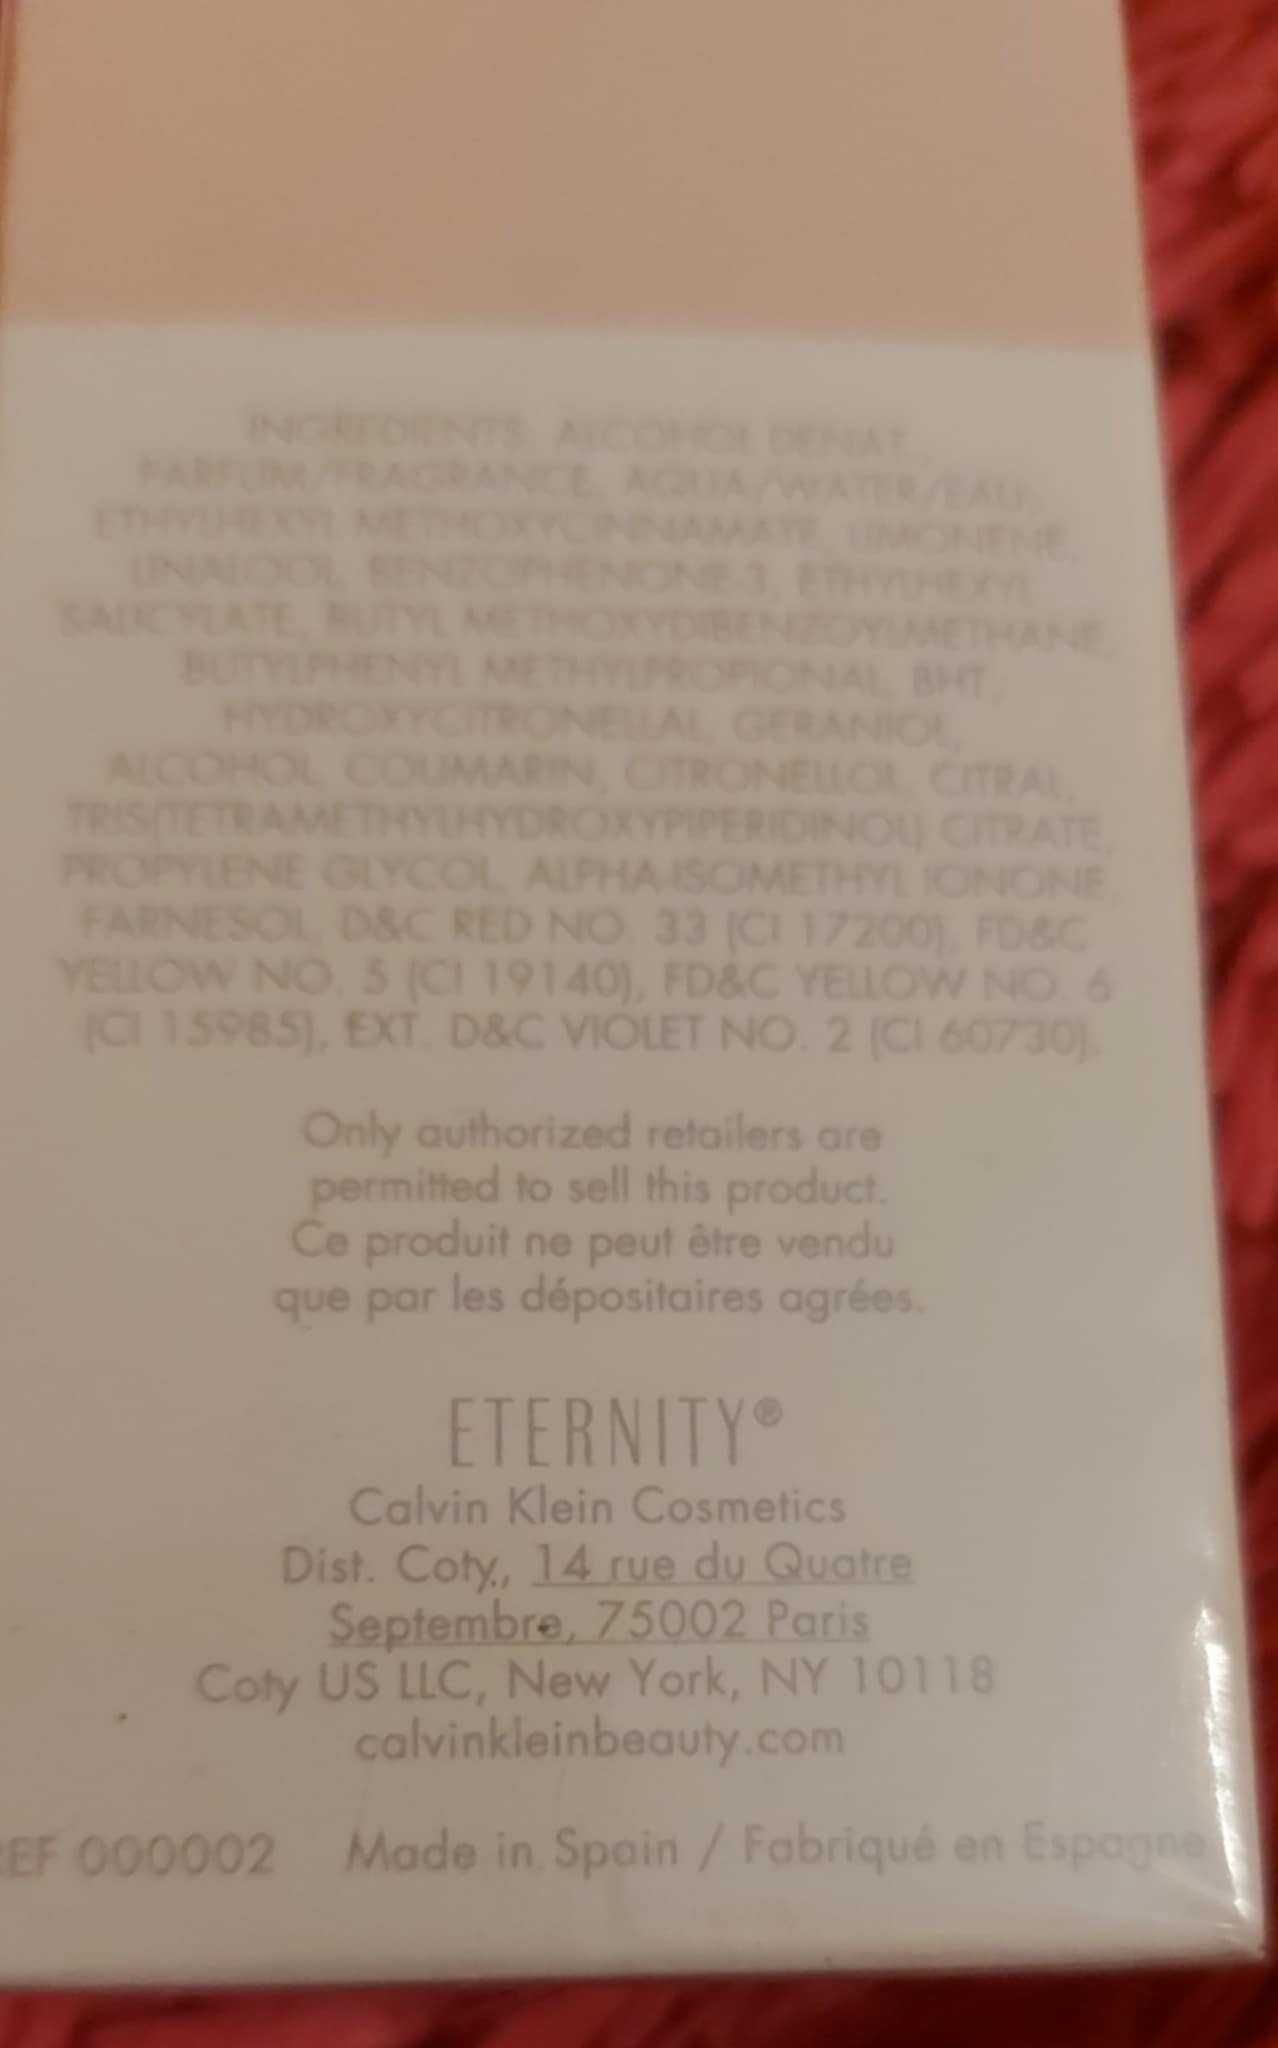 INGREDIENTS: ALCOHOL DENAT.,
PARFUM/FRAGRANCE, AQUA/WATER/EAU,
ETHYLHEXYL METHOXYCINNAMATE, LIMONENE,
LINALOOL, BENZOPHENONE-3, ETHYLHEXYL
SALICYLATE, BUTYL METHOXYDIBENZOYLMETHANE,
BUTYLPHENYL METHYLPROPIONAL, BHT,
HYDROXYCITRONELLAL, GERANIOL,
ALCOHOL, COUMARIN, CITRONELLOL, CITRAL,
TRIS(TETRAMETHYLHYDROXYPIPERIDINOL) CITRATE,
PROPYLENE GLYCOL, ALPHA-ISOMETHYL IONONE,
FARNESOL, D&C RED NO. 33 (CI 17200), FD&C
YELLOW NO. 5 (CI 19140), FD&C YELLOW NO. 6
(CI 15985), EXT. D&C VIOLET NO. 2 (CI 60730).
Only authorized retailers are
permitted to sell this product.
Ce produit ne peut être vendu
que par les dépositaires agrées.
ETERNITY®
Calvin Klein Cosmetics
Dist. Coty., 14 rue du Quatre
Septembre, 75002 Paris
Coty US LLC, New York, NY 10118
calvinkleinbeauty.com
EF 000002 Made in Spain / Fabriqué en Espagne